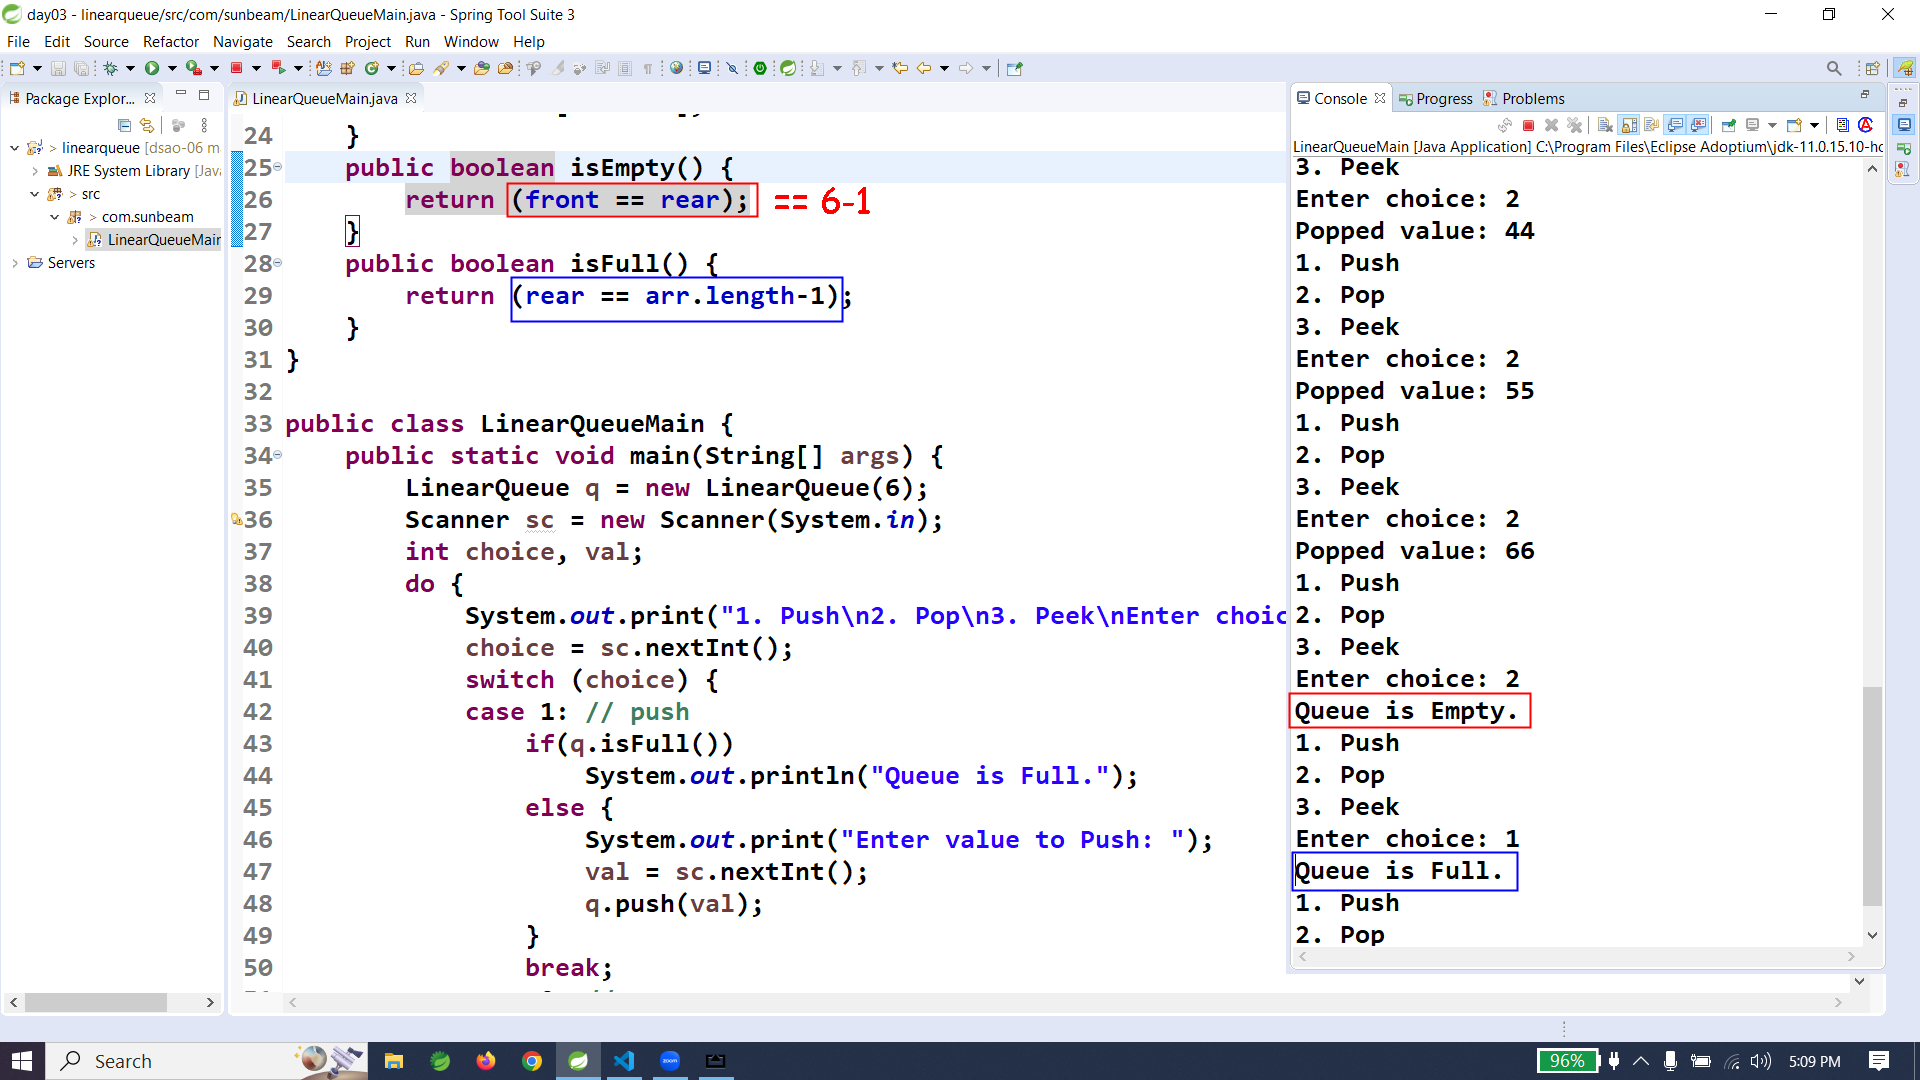 day03 - linearqueue/src/com/sunbeam/LinearQueueMain.java - Spring Tool Suite 3
File Edit Source Refactor Navigate Search Project Run Window Help
Package Explor...
linearqueue [dsao-06 m
JRE System Library [Java
> src
> com.sunbeam
LinearQueueMain
Servers
LinearQueueMain.java
24 }
25 public boolean isEmpty() {
26 return (front == rear); == 6-1
27 }
28 public boolean isFull() {
29 return (rear == arr.length-1);
30 }
31 }
32
33 public class LinearQueueMain {
34 public static void main(String[] args) {
35 LinearQueue q = new LinearQueue(6);
36 Scanner sc = new Scanner(System.in);
37 int choice, val;
38 do {
39 System.out.print("1. Push\n2. Pop\n3. Peek\nEnter choic
40 choice = sc.nextInt();
41 switch (choice) {
42 case 1: // push
43 if(q.isFull())
44 System.out.println("Queue is Full.");
45 else {
46 System.out.print("Enter value to Push: ");
47 val = sc.nextInt();
48 q.push(val);
49 }
50 break;
Console Progress Problems
LinearQueueMain [Java Application] C:\Program Files\Eclipse Adoptium\jdk-11.0.15.10-ho
3. Peek
Enter choice: 2
Popped value: 44
1. Push
2. Pop
3. Peek
Enter choice: 2
Popped value: 55
1. Push
2. Pop
3. Peek
Enter choice: 2
Popped value: 66
1. Push
2. Pop
3. Peek
Enter choice: 2
Queue is Empty.
1. Push
2. Pop
3. Peek
Enter choice: 1
Queue is Full.
1. Push
2. Pop
Search
zoom
96%
5:09 PM